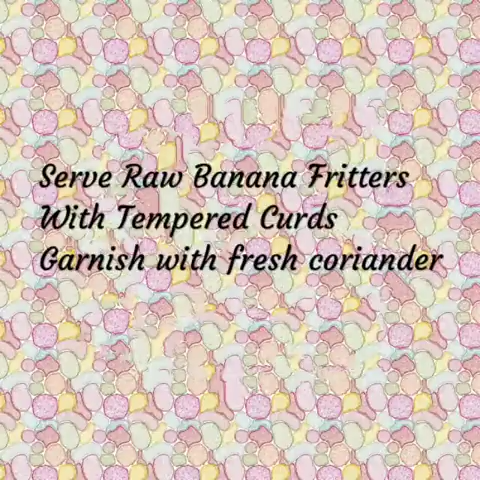 Serve Raw Banana Fritters
With Tempered Curds
Garnish with fresh coriander